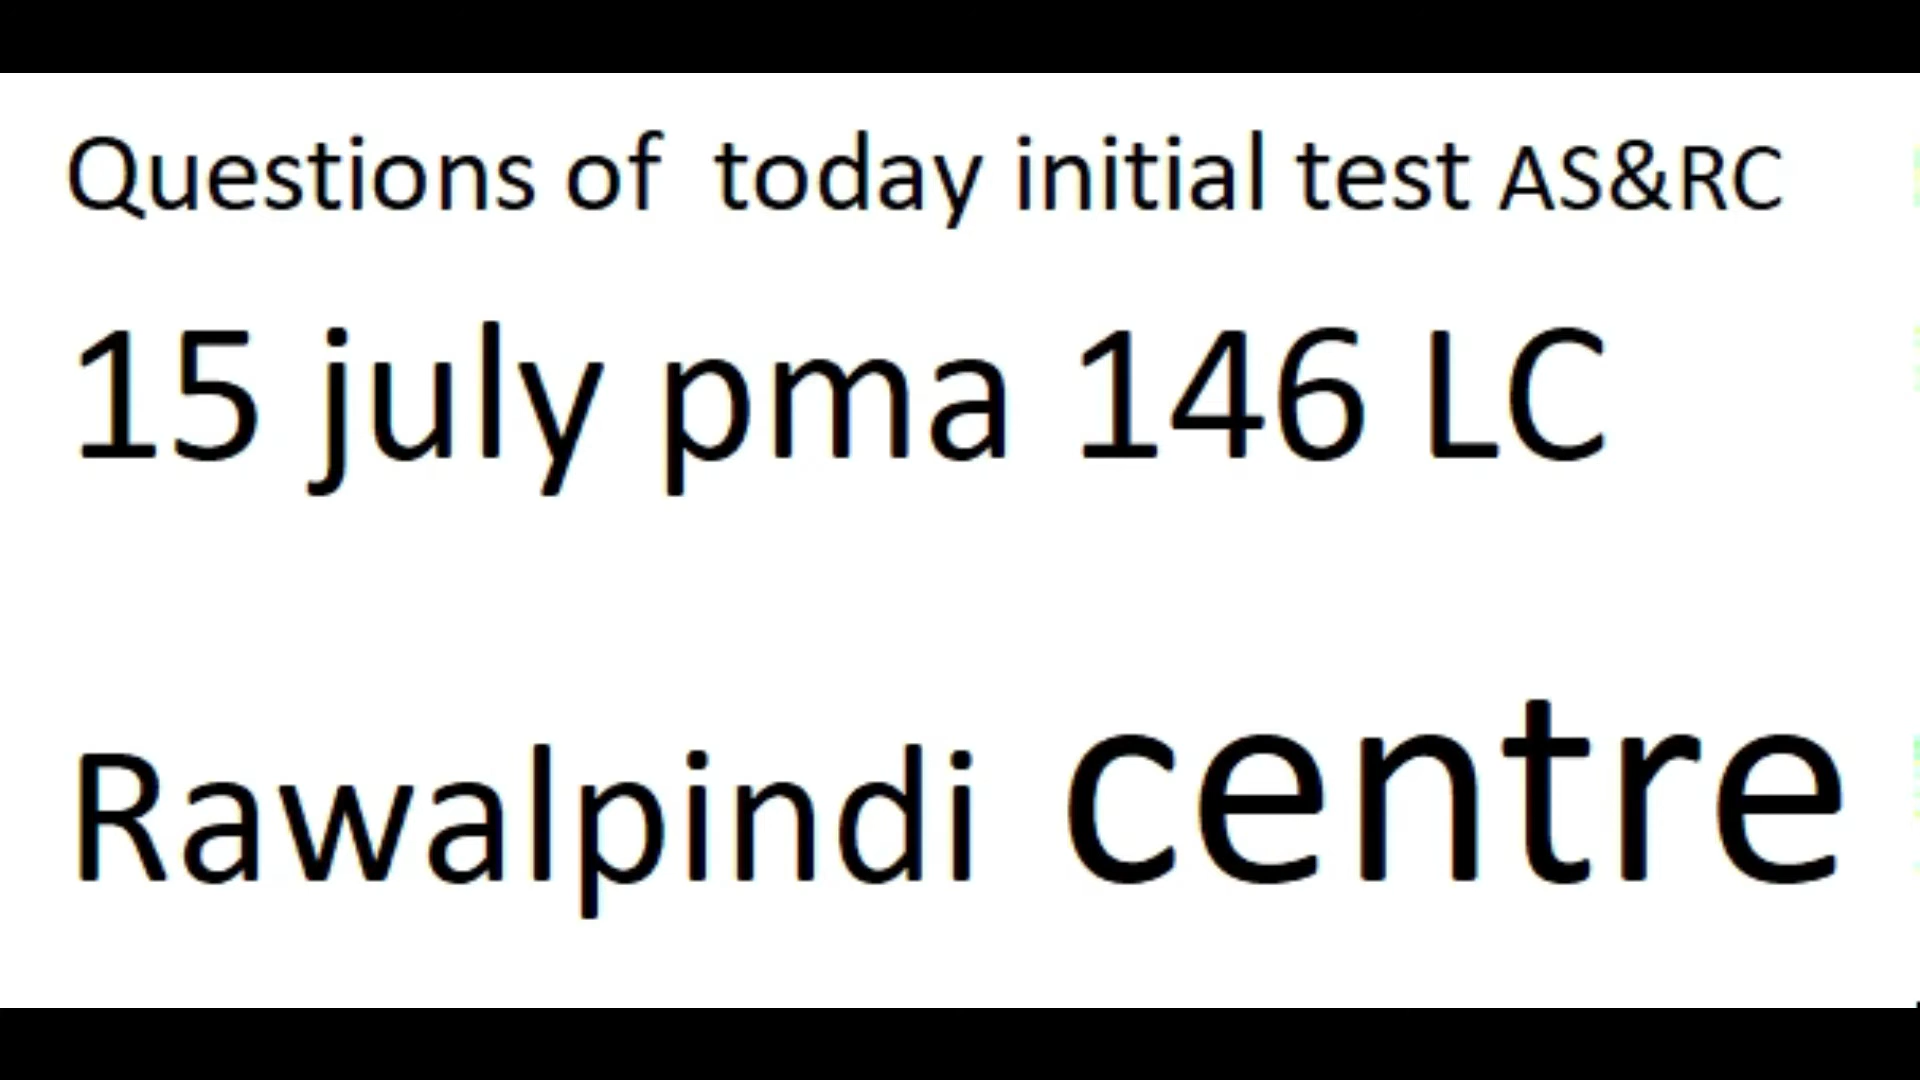 Questions of today initial test AS&RC
15 july pma 146 LC
Rawalpindi centre